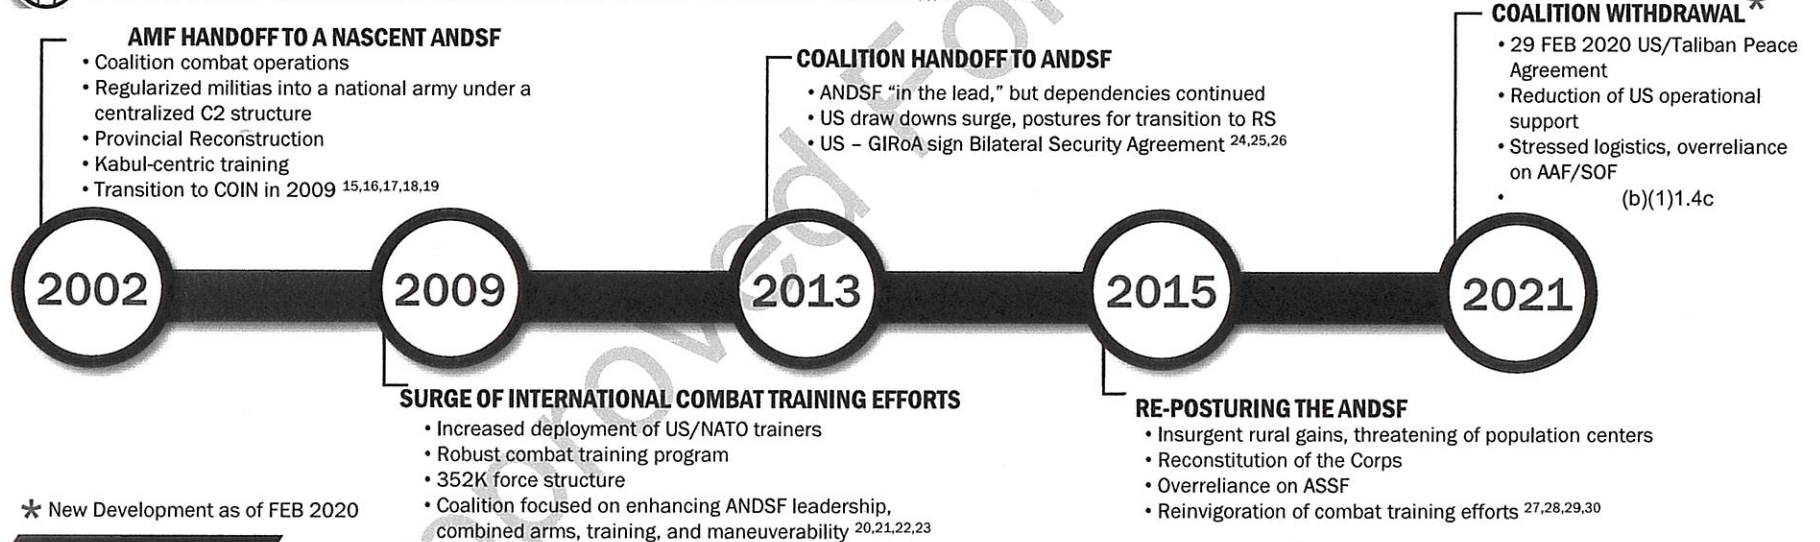 AMF HANDOFF TO A NASCENT ANDSF
• Coalition combat operations
• Regularized militias into a national army under a
centralized C2 structure
• Provincial Reconstruction
• Kabul-centric training
• Transition to COIN in 2009 15,16,17,18,19
COALITION HANDOFF TO ANDSF
• ANDSF “in the lead,” but dependencies continued
• US draw downs surge, postures for transition to RS
• US – GIRoA sign Bilateral Security Agreement 24,25,26
COALITION WITHDRAWAL *
• 29 FEB 2020 US/Taliban Peace
Agreement
• Reduction of US operational
support
• Stressed logistics, overreliance
on AAF/SOF
• (b)(1)1.4c
2002
2009
2013
2015
2021
SURGE OF INTERNATIONAL COMBAT TRAINING EFFORTS
• Increased deployment of US/NATO trainers
• Robust combat training program
• 352K force structure
• Coalition focused on enhancing ANDSF leadership,
combined arms, training, and maneuverability 20,21,22,23
RE-POSTURING THE ANDSF
• Insurgent rural gains, threatening of population centers
• Reconstitution of the Corps
• Overreliance on ASSF
• Reinvigoration of combat training efforts 27,28,29,30
* New Development as of FEB 2020
proved For